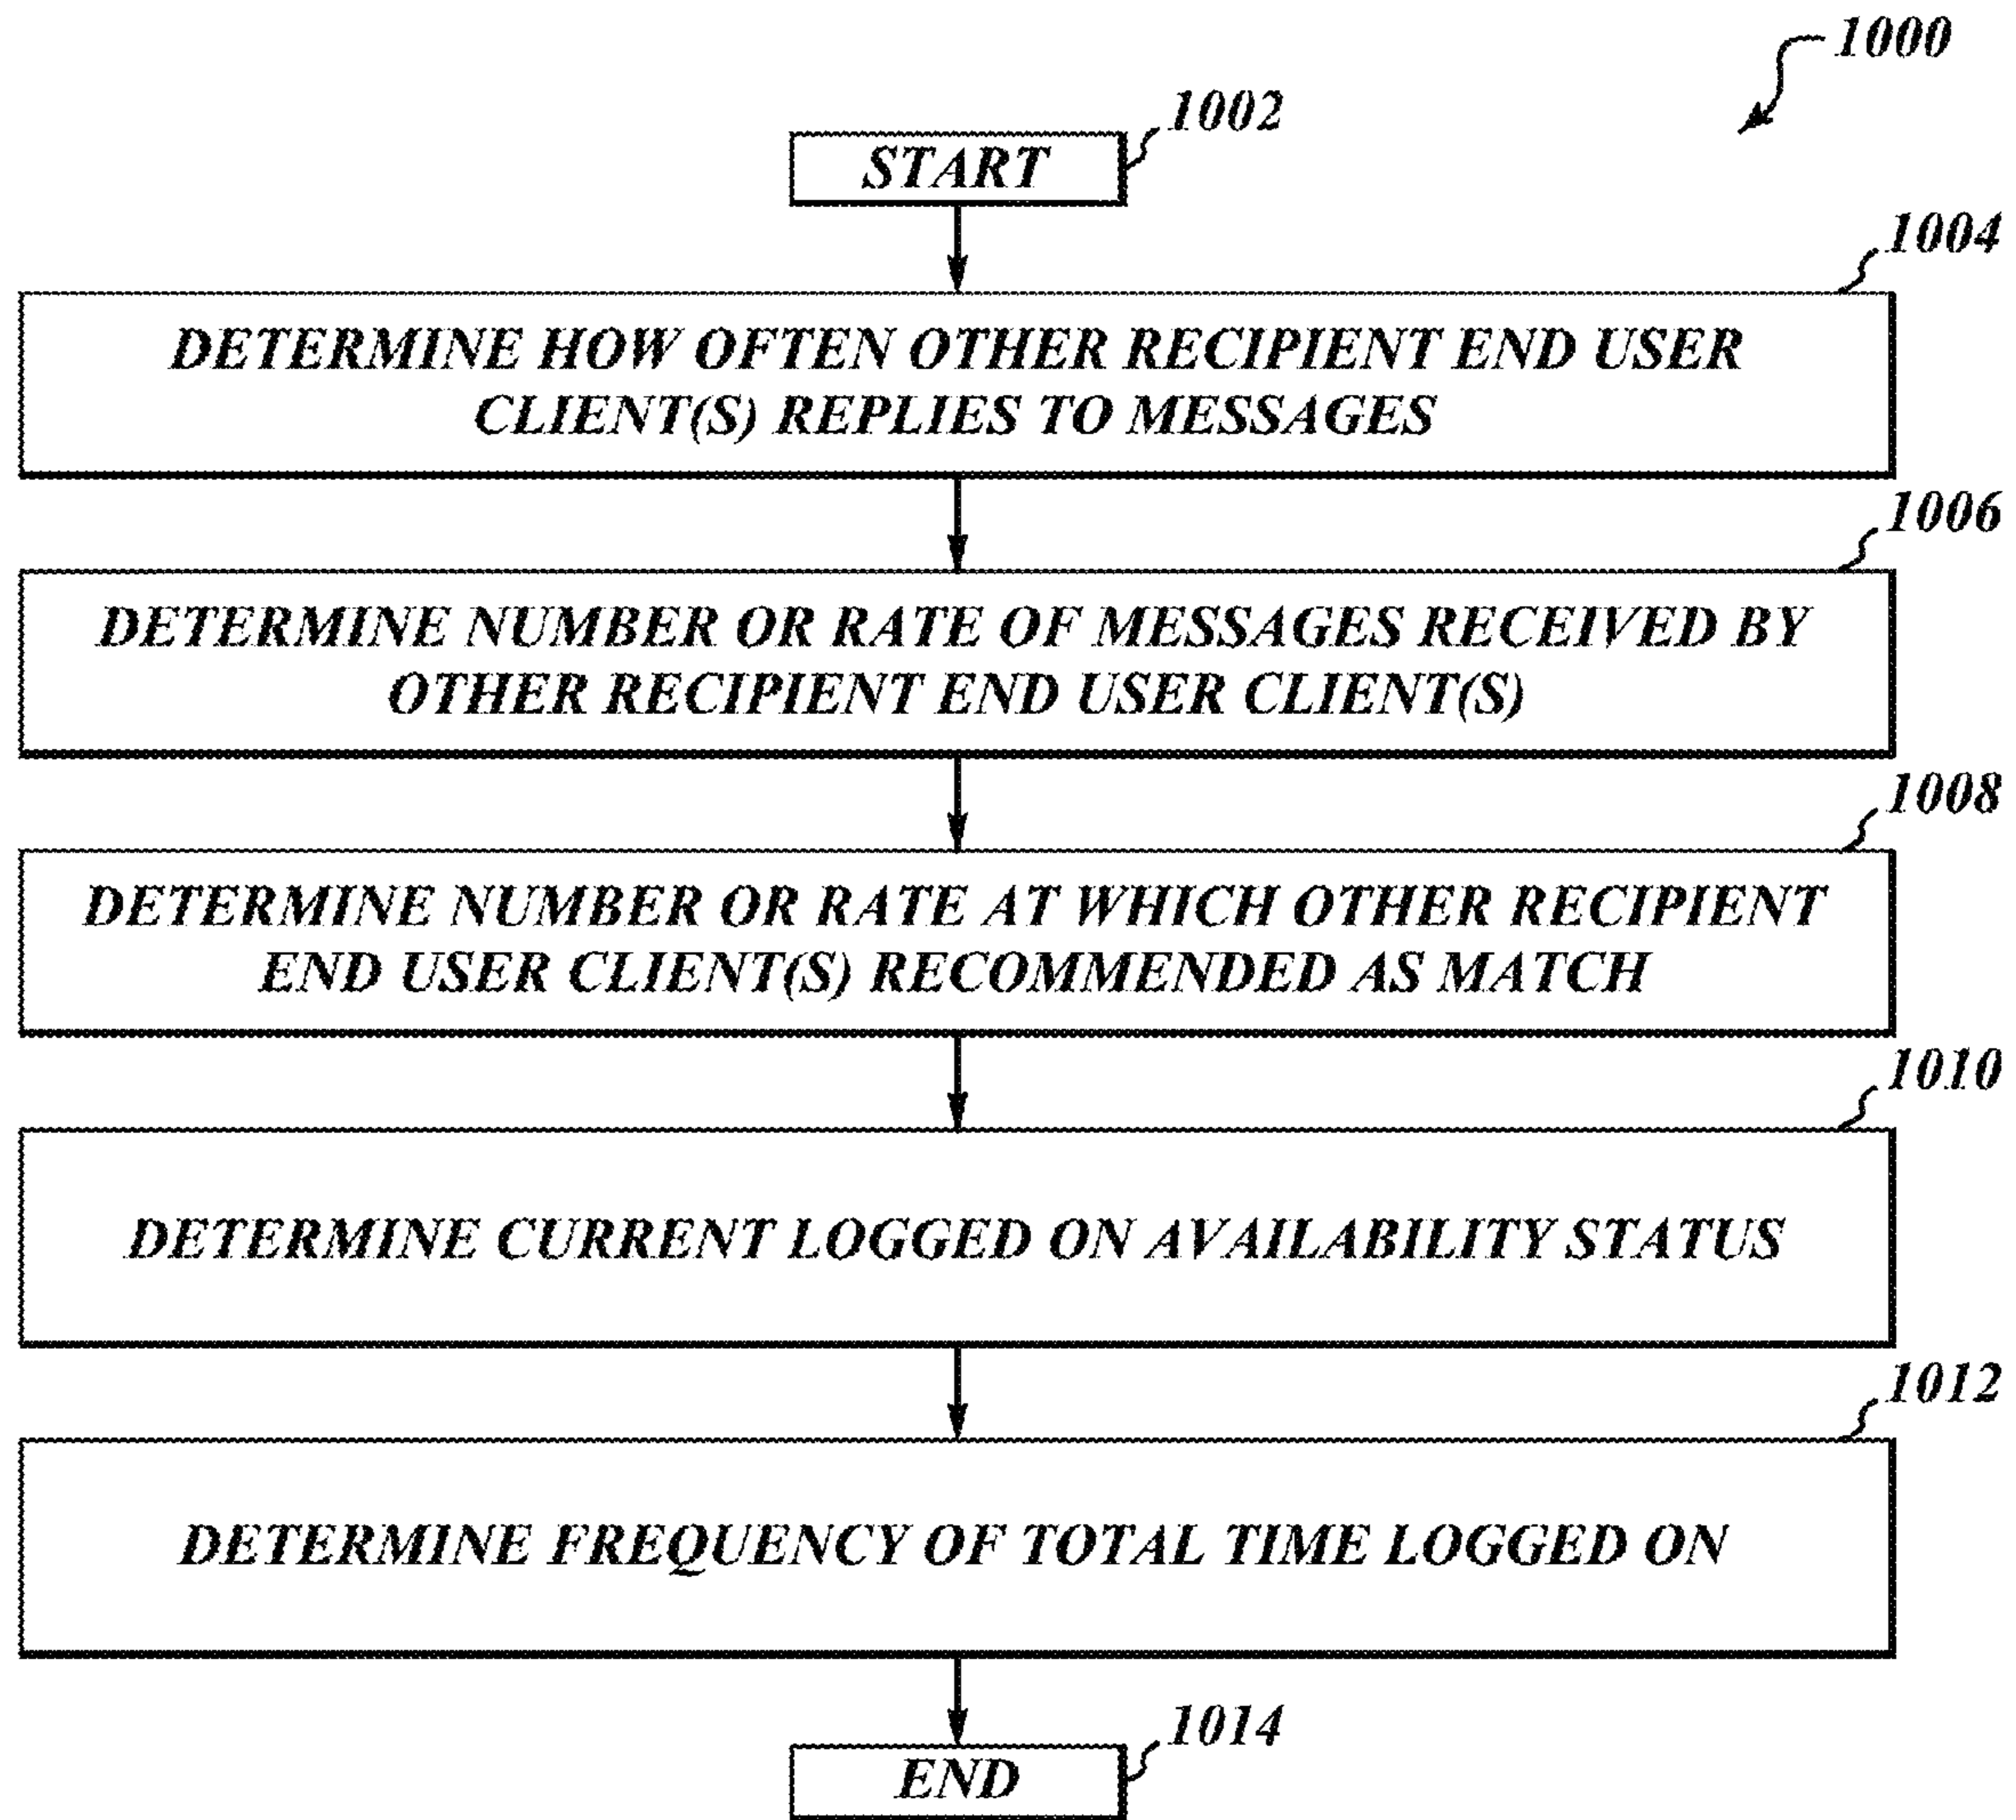 1000
1002
START
1004
DETERMINE HOW OFTEN OTHER RECIPIENT END USER
CLIENT(S) REPLIES TO MESSAGES
1006
DETERMINE NUMBER OR RATE OF MESSAGES RECEIVED BY
OTHER RECIPIENT END USER CLIENT(S)
1008
DETERMINE NUMBER OR RATE AT WHICH OTHER RECIPIENT
END USER CLIENT(S) RECOMMENDED AS MATCH
1010
DETERMINE CURRENT LOGGED ON AVAILABILITY STATUS
1012
DETERMINE FREQUENCY OF TOTAL TIME LOGGED ON
1014
END